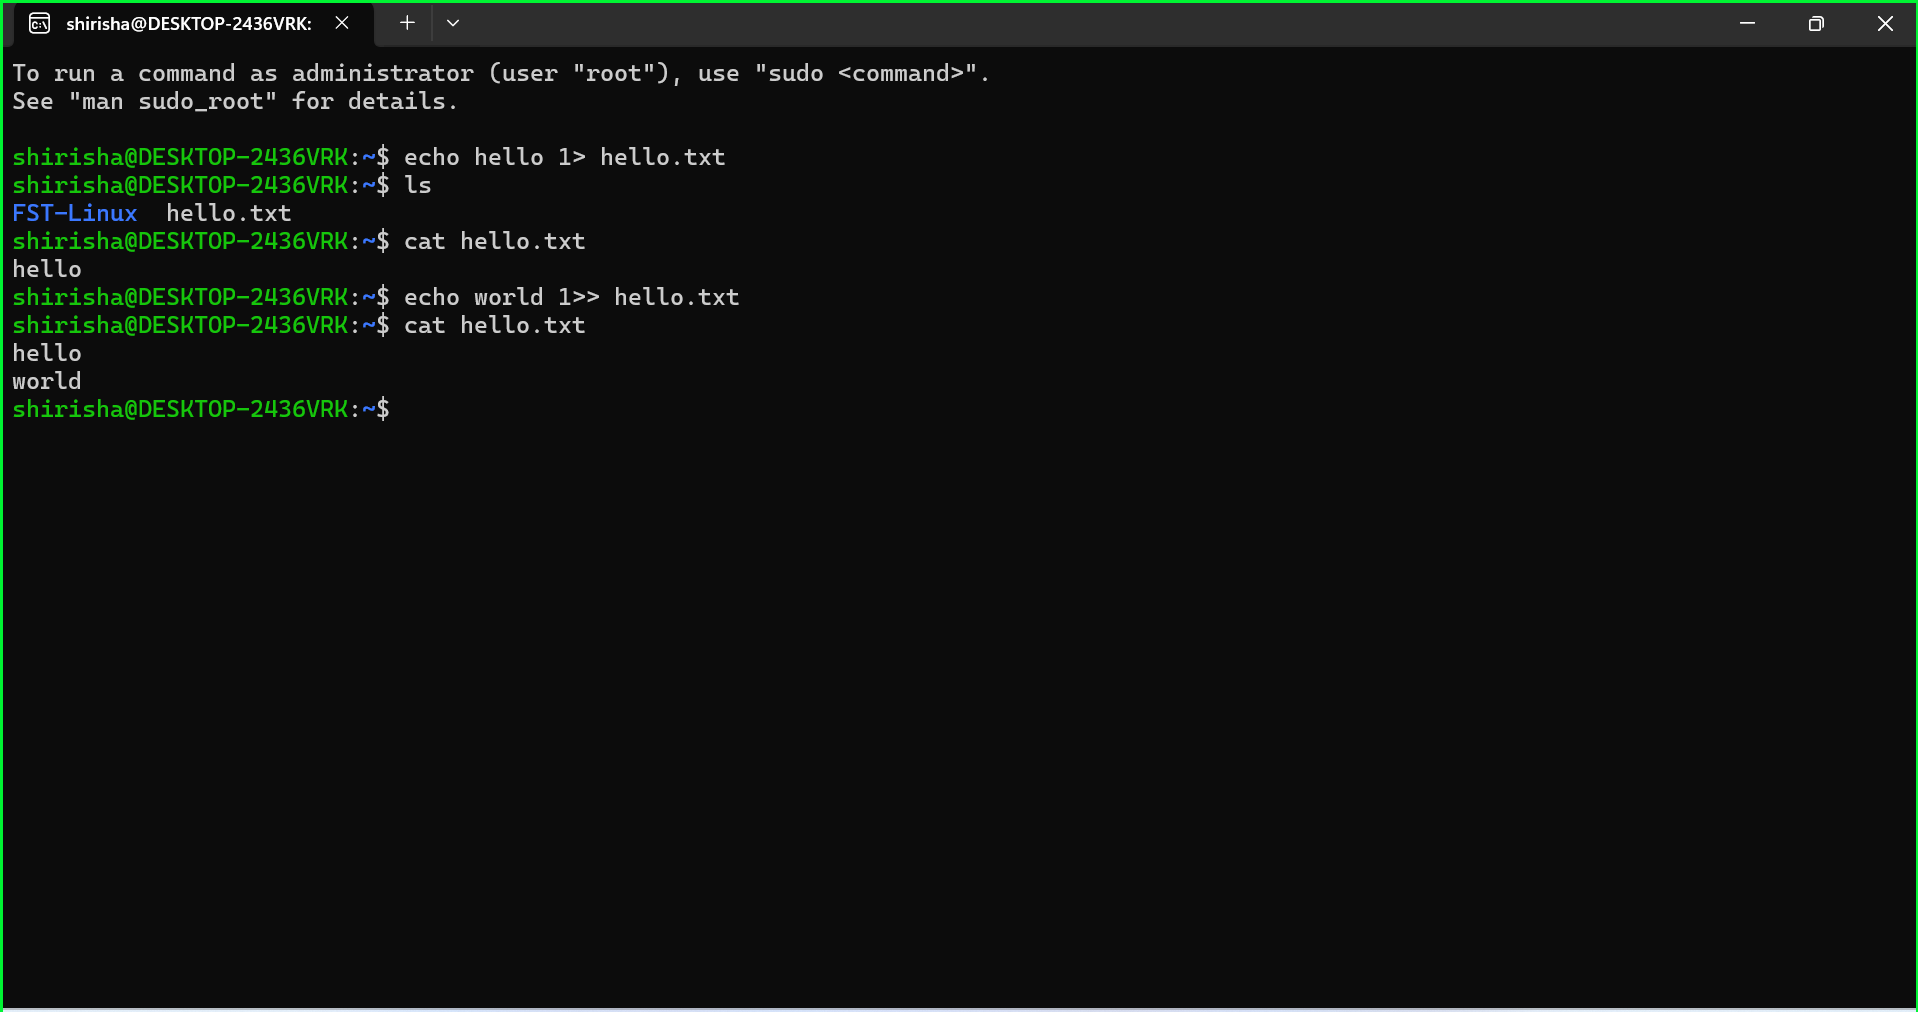 shirisha@DESKTOP-2436VRK:
To run a command as administrator (user "root"), use "sudo <command>".
See "man sudo_root" for details.
shirisha@DESKTOP-2436VRK:~$ echo hello 1> hello.txt
shirisha@DESKTOP-2436VRK:~$ ls
FST-Linux  hello.txt
shirisha@DESKTOP-2436VRK:~$ cat hello.txt
hello
shirisha@DESKTOP-2436VRK:~$ echo world 1>> hello.txt
shirisha@DESKTOP-2436VRK:~$ cat hello.txt
hello
world
shirisha@DESKTOP-2436VRK:~$